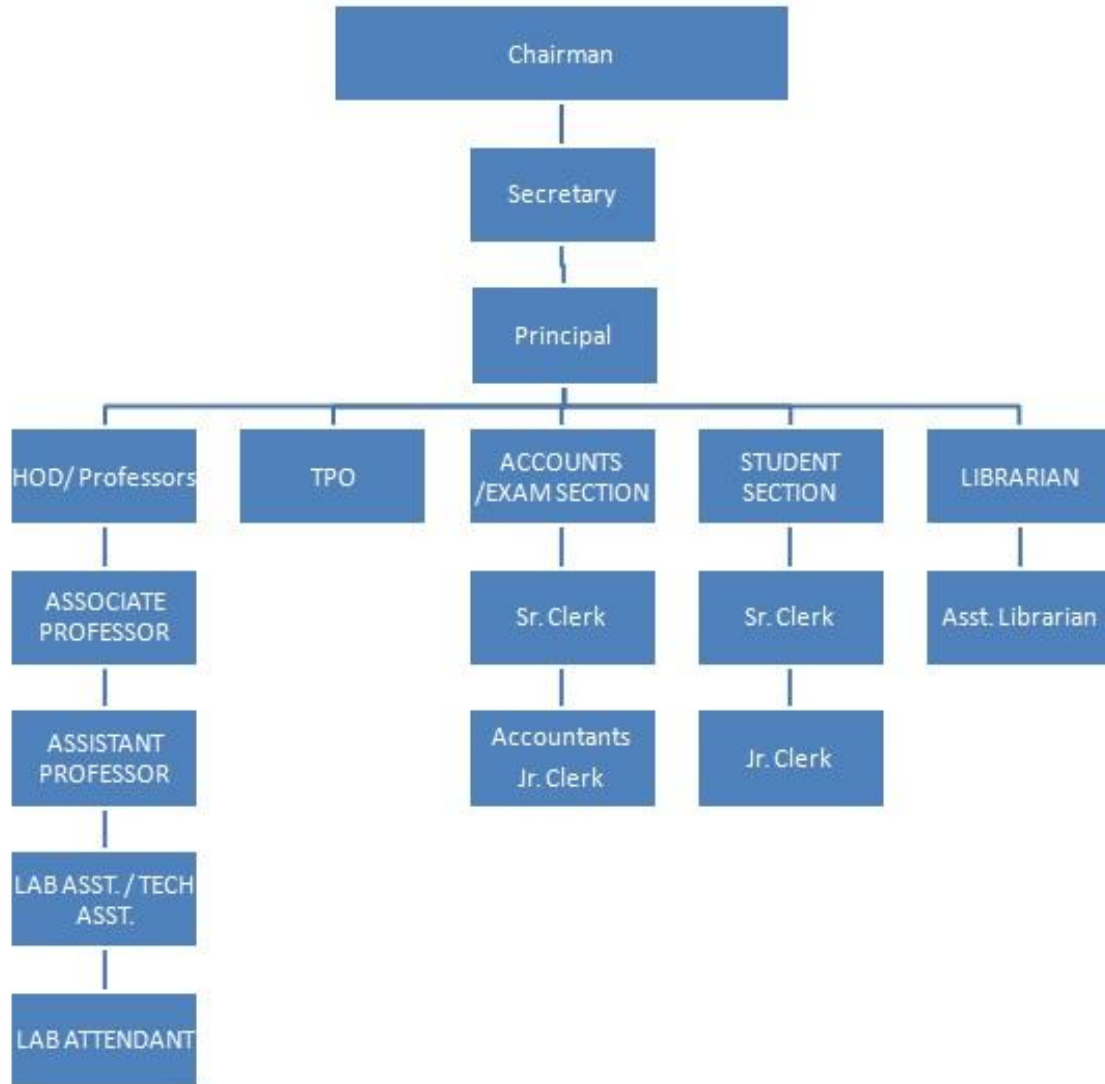 Chairman
Secretary
Principal
HOD/ Professors
TPO
ACCOUNTS
/EXAM SECTION
STUDENT
SECTION
LIBRARIAN
ASSOCIATE
PROFESSOR
Sr. Clerk
Sr. Clerk
Asst. Librarian
ASSISTANT
PROFESSOR
Accountants
Jr. Clerk
Jr. Clerk
LAB ASST. / TECH
ASST.
LAB ATTENDANT